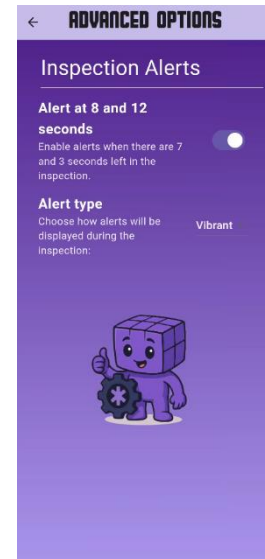 ADVANCED OPTIONS
Inspection Alerts
Alert at 8 and 12
seconds
Enable alerts when there are 7
and 3 seconds left in the
inspection.
Alert type
Choose how alerts will be
displayed during the
inspection:
Vibrant